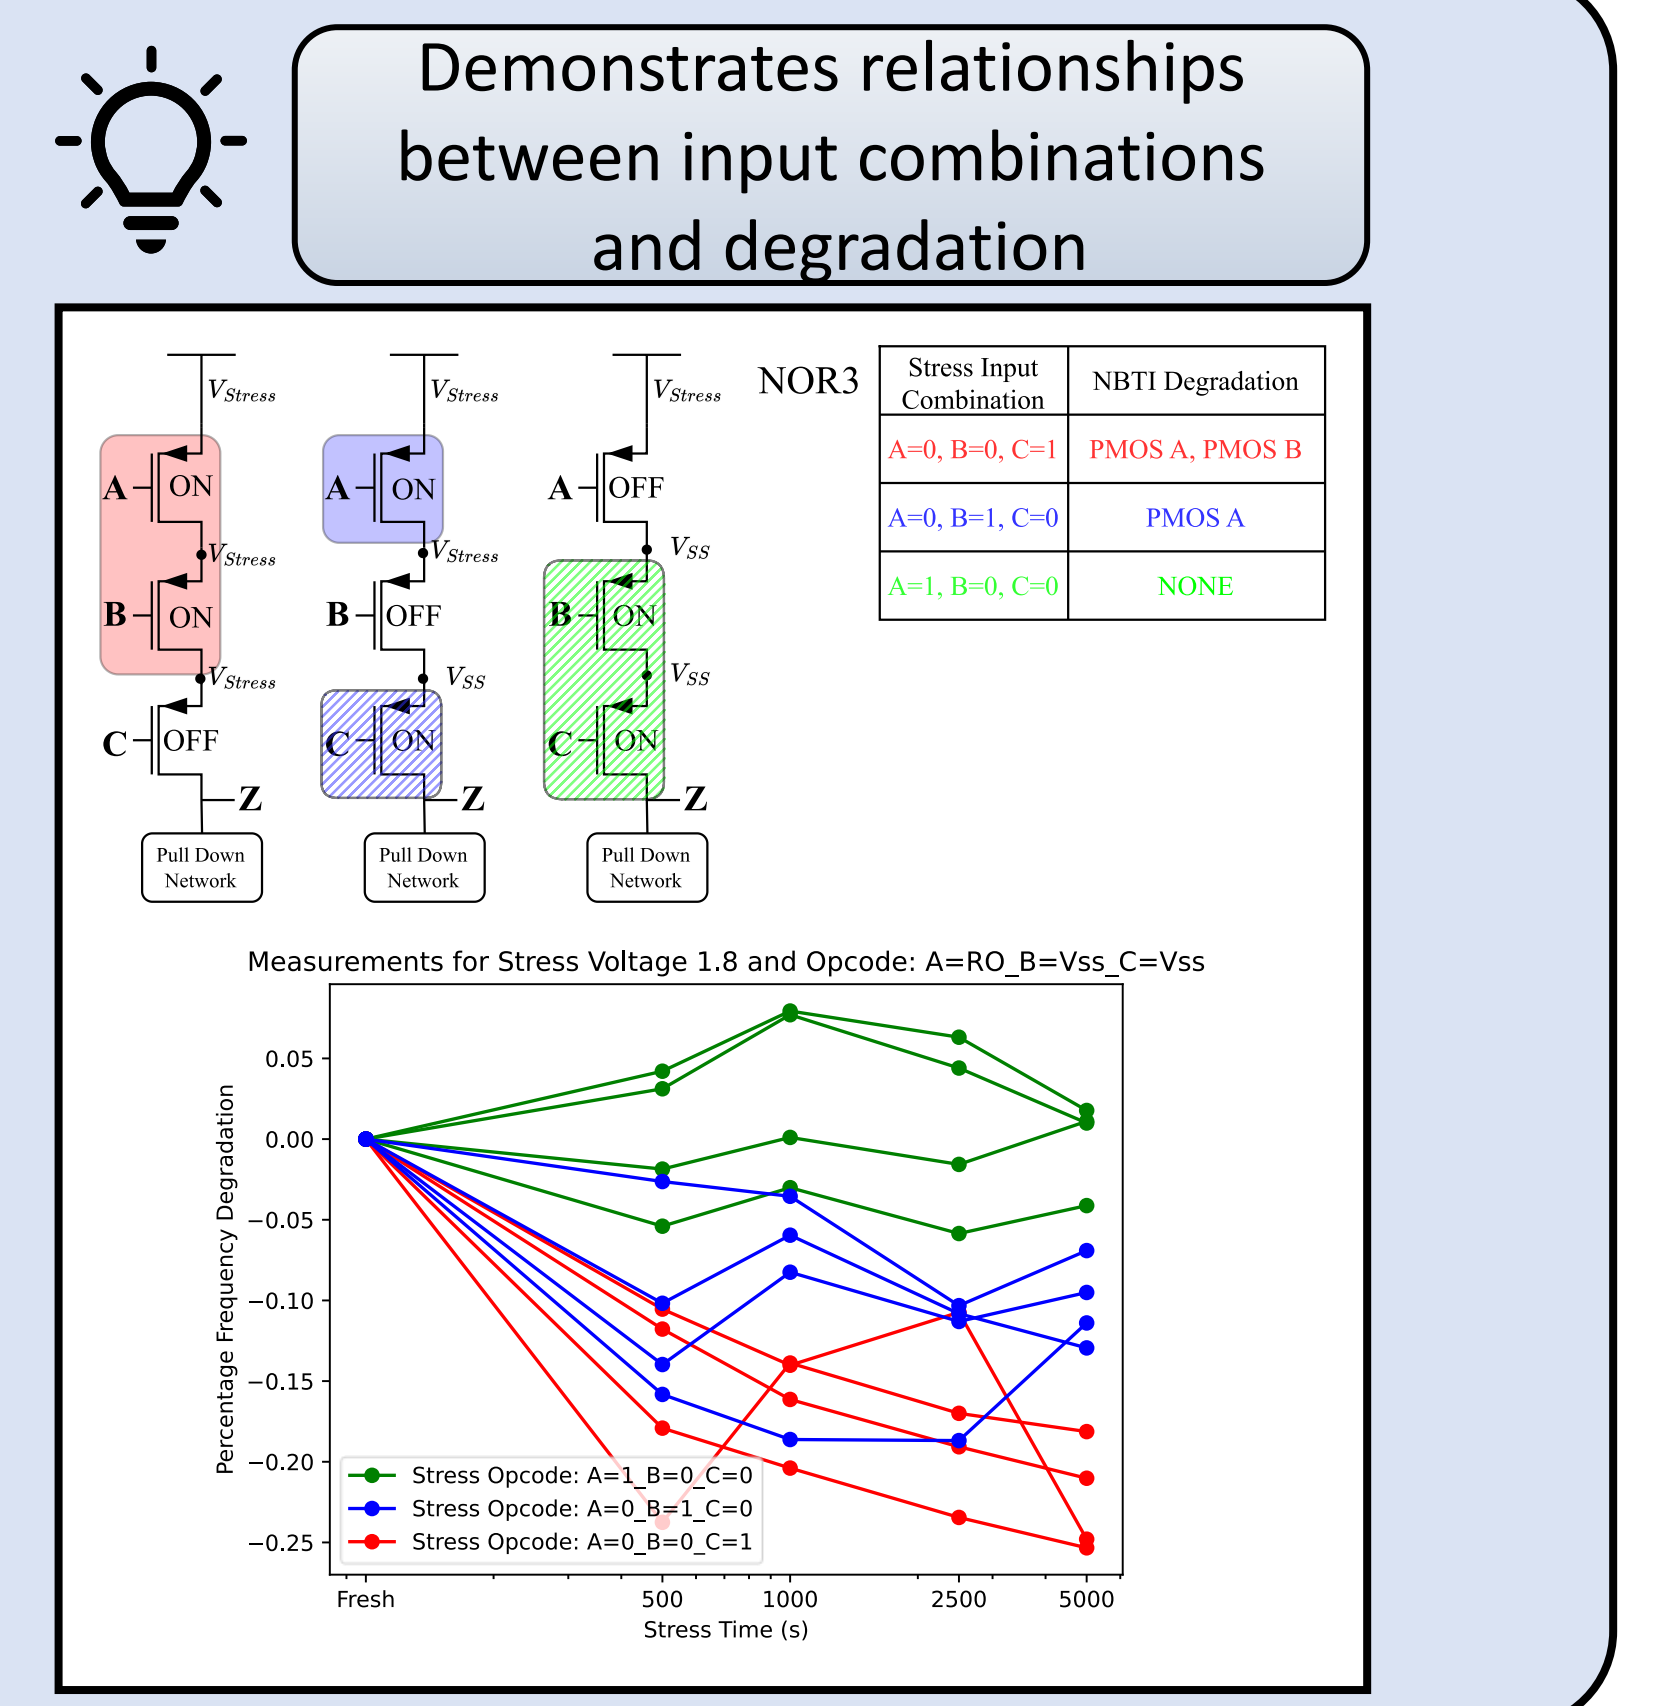 Demonstrates relationships
between input combinations
and degradation
V_Stress
V_Stress
V_Stress
NOR3
A
ON
A
ON
A
OFF
V_Stress
V_Stress
V_SS
B
ON
B
OFF
B
ON
V_Stress
V_SS
V_SS
C
OFF
C
ON
C
ON
Z
Z
Z
Pull Down
Network
Pull Down
Network
Pull Down
Network
Stress Input
Combination
NBTI Degradation
A=0, B=0, C=1
PMOS A, PMOS B
A=0, B=1, C=0
PMOS A
A=1, B=0, C=0
NONE
Measurements for Stress Voltage 1.8 and Opcode: A=RO_B=Vss_C=Vss
Percentage Frequency Degradation
0.05
0.00
−0.05
−0.10
−0.15
−0.20
−0.25
Stress Opcode: A=1_B=0_C=0
Stress Opcode: A=0_B=1_C=0
Stress Opcode: A=0_B=0_C=1
Fresh 500 1000 2500 5000
Stress Time (s)